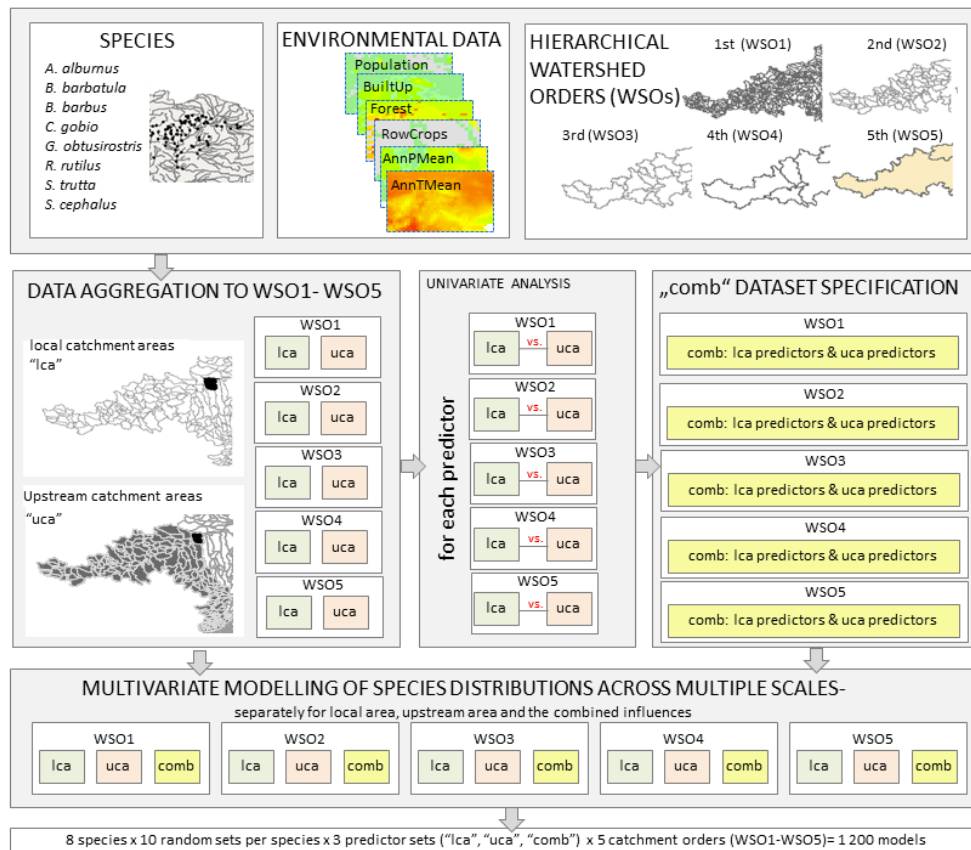 SPECIES
A. alburnus
B. barbatula
B. barbus
C. gobio
G. obtusirostris
R. rutilus
S. trutta
S. cephalus
ENVIRONMENTAL DATA
Population
BuiltUp
Forest
RowCrops
AnnPMean
AnnTMean
HIERARCHICAL
WATERSHED
ORDERS (WSOs)
1st (WSO1)
2nd (WSO2)
3rd (WSO3)
4th (WSO4)
5th (WSO5)
DATA AGGREGATION TO WSO1- WSO5
local catchment areas
“lca”
Upstream catchment areas
“uca”
WSO1
lca
uca
WSO2
lca
uca
WSO3
lca
uca
WSO4
lca
uca
WSO5
lca
uca
UNIVARIATE ANALYSIS
for each predictor
WSO1
lca vs. uca
WSO2
lca vs. uca
WSO3
lca vs. uca
WSO4
lca vs. uca
WSO5
lca vs. uca
„comb“ DATASET SPECIFICATION
WSO1
comb: lca predictors & uca predictors
WSO2
comb: lca predictors & uca predictors
WSO3
comb: lca predictors & uca predictors
WSO4
comb: lca predictors & uca predictors
WSO5
comb: lca predictors & uca predictors
MULTIVARIATE MODELLING OF SPECIES DISTRIBUTIONS ACROSS MULTIPLE SCALES-
separately for local area, upstream area and the combined influences
WSO1
lca
uca
comb
WSO2
lca
uca
comb
WSO3
lca
uca
comb
WSO4
lca
uca
comb
WSO5
lca
uca
comb
8 species x 10 random sets per species x 3 predictor sets (“lca”, “uca”, “comb”) x 5 catchment orders (WSO1-WSO5)= 1 200 models